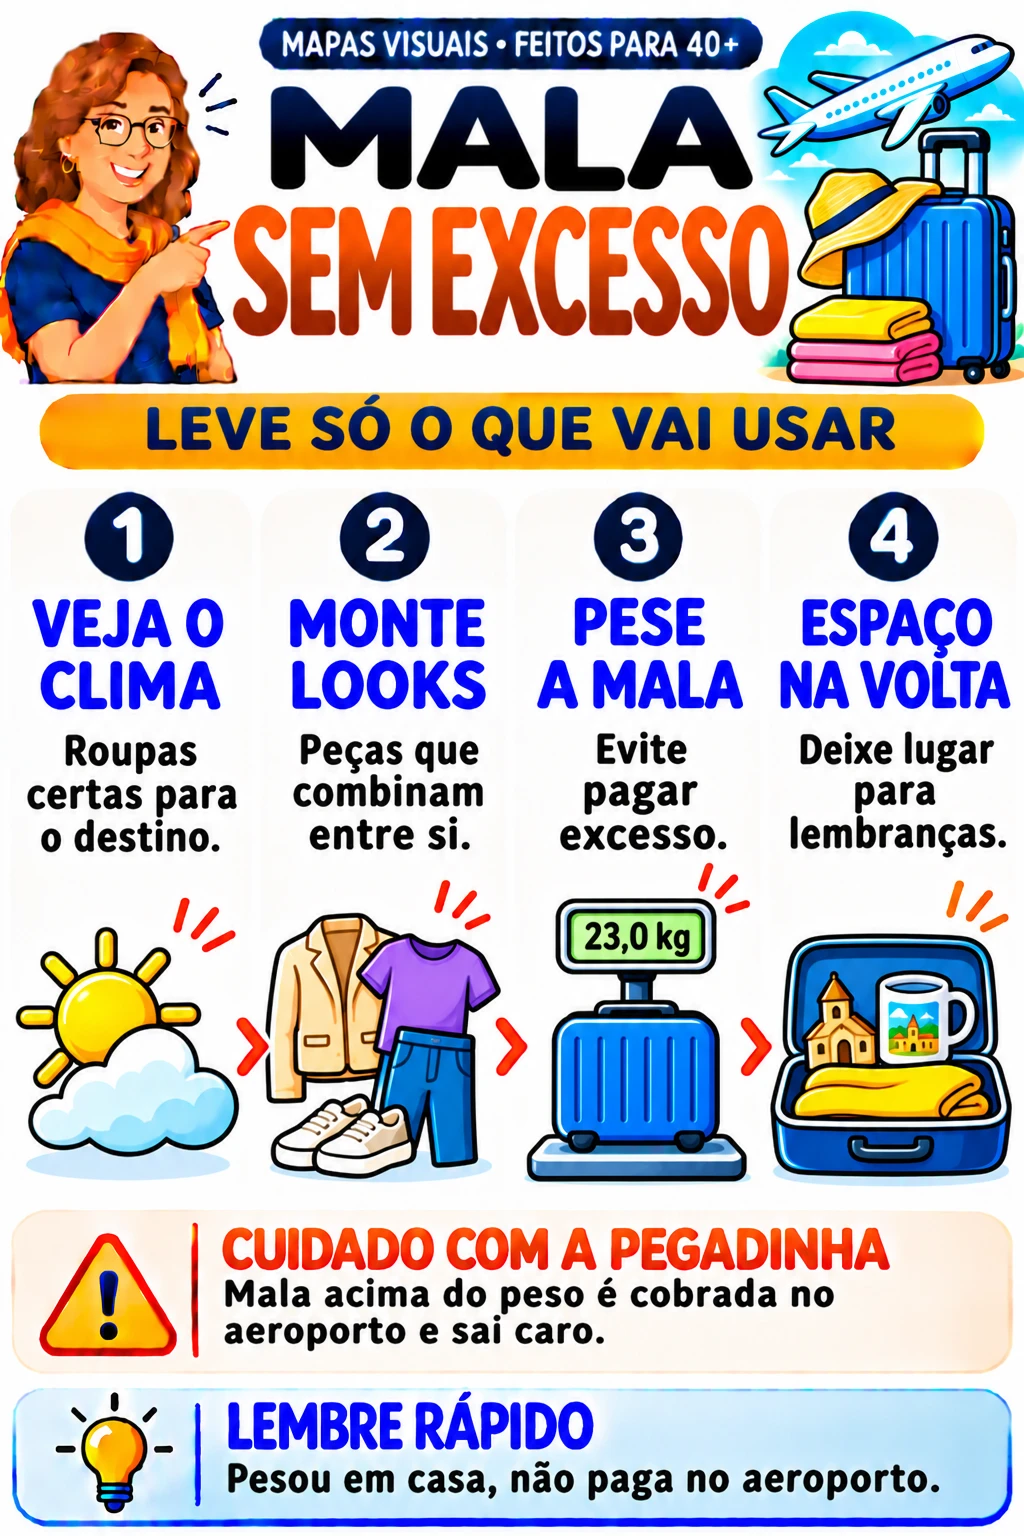 MAPAS VISUAIS • FEITOS PARA 40+
MALA
SEM EXCESSO
LEVE SÓ O QUE VAI USAR
1
VEJA O
CLIMA
Roupas
certas para
o destino.
2
MONTE
LOOKS
Peças que
combinam
entre si.
3
PESE
A MALA
Evite
pagar
excesso.
23,0 kg
4
ESPAÇO
NA VOLTA
Deixe lugar
para
lembranças.
CUIDADO COM A PEGADINHA
Mala acima do peso é cobrada no
aeroporto e sai caro.
LEMBRE RÁPIDO
Pesou em casa, não paga no aeroporto.